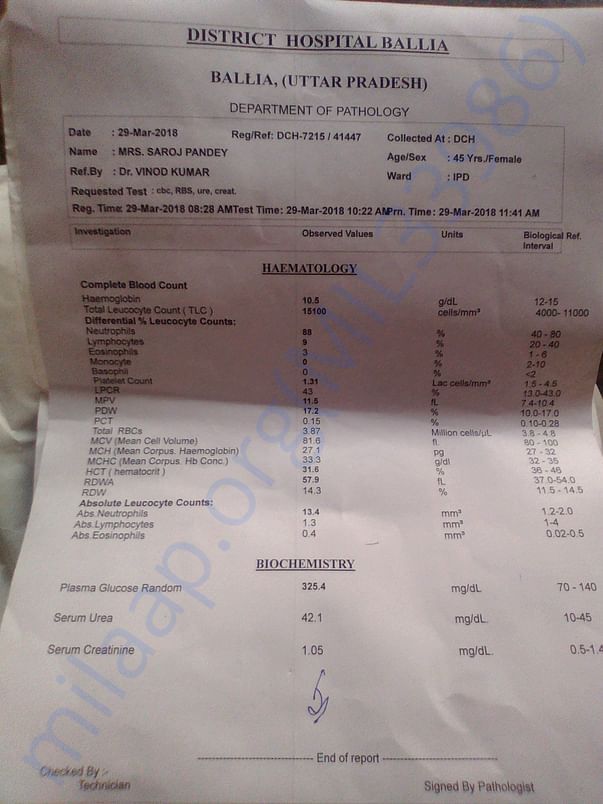 DISTRICT HOSPITAL BALLIA
BALLIA, (UTTAR PRADESH)
DEPARTMENT OF PATHOLOGY
Date : 29-Mar-2018 Reg/Ref: DCH-7215 / 41447 Collected At : DCH
Name : MRS. SAROJ PANDEY Age/Sex : 45 Yrs./Female
Ref.By : Dr. VINOD KUMAR Ward : IPD
Requested Test : cbc, RBS, ure, creat.
Reg. Time: 29-Mar-2018 08:28 AMTest Time: 29-Mar-2018 10:22 AMPrn. Time: 29-Mar-2018 11:41 AM
Investigation Observed Values Units Biological Ref.
Interval
HAEMATOLOGY
Complete Blood Count
Haemoglobin 10.5 g/dL 12-15
Total Leucocyte Count ( TLC ) 15100 cells/mm³ 4000- 11000
Differential % Leucocyte Counts:
Neutrophils 88 % 40 - 80
Lymphocytes 9 % 20 - 40
Eosinophils 3 % 1 - 6
Monocyte 0 % 2-10
Basophil 0 % <2
Platelet Count 1.31 Lac cells/mm³ 1.5 - 4.5
LPCR 43 % 13.0-43.0
MPV 11.5 fL 7.4-10.4
PDW 17.2 % 10.0-17.0
PCT 0.15 % 0.10-0.28
Total RBCs 3.87 Million cells/µL 3.8 - 4.8
MCV (Mean Cell Volume) 81.6 fl. 80 - 100
MCH (Mean Corpus. Haemoglobin) 27.1 pg 27 - 32
MCHC (Mean Corpus. Hb Conc.) 33.3 g/dl 32 - 35
HCT ( hematocrit ) 31.6 % 36 - 46
RDWA 57.9 fL 37.0-54.0
RDW 14.3 % 11.5 - 14.5
Absolute Leucocyte Counts:
Abs.Neutrophils 13.4 mm³ 1.2-2.0
Abs.Lymphocytes 1.3 mm³ 1-4
Abs.Eosinophils 0.4 mm³ 0.02-0.5
BIOCHEMISTRY
Plasma Glucose Random 325.4 mg/dL 70 - 140
Serum Urea 42.1 mg/dL. 10-45
Serum Creatinine 1.05 mg/dL. 0.5-1.4
End of report
Checked By :-
Technician Signed By Pathologist
milaap.org(MIL33986)